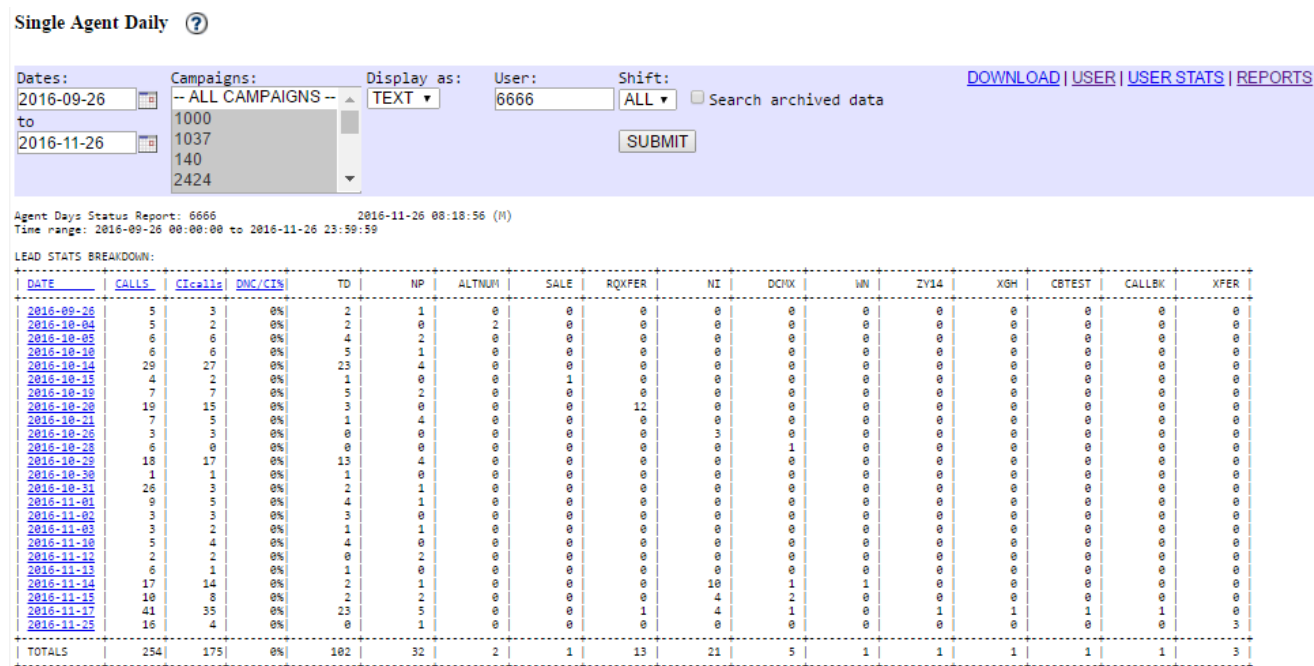 Single Agent Daily ?
Dates: Campaigns: Display as: User: Shift: DOWNLOAD | USER | USER STATS | REPORTS
2016-09-26 -- ALL CAMPAIGNS -- TEXT 6666 ALL Search archived data
to 1000
2016-11-26 1037 SUBMIT
140
2424
Agent Days Status Report: 6666 2016-11-26 08:18:56 (M)
Time range: 2016-09-26 00:00:00 to 2016-11-26 23:59:59
LEAD STATS BREAKDOWN:
+----------+--------+--------+--------+--------+--------+--------+--------+--------+--------+--------+--------+--------+--------+--------+--------+--------+
| DATE | CALLS | CIcalls| DNC/CI%| TD | NP | ALTNUM | SALE | RQXFER | NI | DCMX | WN | ZY14 | XGH | CBTEST | CALLBK | XFER |
+----------+--------+--------+--------+--------+--------+--------+--------+--------+--------+--------+--------+--------+--------+--------+--------+--------+
| 2016-09-26 | 5 | 3 | 0%| 2 | 1 | 0 | 0 | 0 | 0 | 0 | 0 | 0 | 0 | 0 | 0 | 0 |
| 2016-10-04 | 5 | 2 | 0%| 2 | 0 | 2 | 0 | 0 | 0 | 0 | 0 | 0 | 0 | 0 | 0 | 0 |
| 2016-10-05 | 6 | 6 | 0%| 4 | 2 | 0 | 0 | 0 | 0 | 0 | 0 | 0 | 0 | 0 | 0 | 0 |
| 2016-10-10 | 6 | 6 | 0%| 5 | 1 | 0 | 0 | 0 | 0 | 0 | 0 | 0 | 0 | 0 | 0 | 0 |
| 2016-10-14 | 29 | 27 | 0%| 23 | 4 | 0 | 0 | 0 | 0 | 0 | 0 | 0 | 0 | 0 | 0 | 0 |
| 2016-10-15 | 4 | 2 | 0%| 1 | 0 | 0 | 1 | 0 | 0 | 0 | 0 | 0 | 0 | 0 | 0 | 0 |
| 2016-10-19 | 7 | 7 | 0%| 5 | 2 | 0 | 0 | 0 | 0 | 0 | 0 | 0 | 0 | 0 | 0 | 0 |
| 2016-10-20 | 19 | 15 | 0%| 3 | 0 | 0 | 0 | 12 | 0 | 0 | 0 | 0 | 0 | 0 | 0 | 0 |
| 2016-10-21 | 7 | 5 | 0%| 1 | 4 | 0 | 0 | 0 | 0 | 0 | 0 | 0 | 0 | 0 | 0 | 0 |
| 2016-10-26 | 3 | 3 | 0%| 0 | 0 | 0 | 0 | 0 | 3 | 0 | 0 | 0 | 0 | 0 | 0 | 0 |
| 2016-10-28 | 6 | 0 | 0%| 0 | 0 | 0 | 0 | 0 | 0 | 1 | 0 | 0 | 0 | 0 | 0 | 0 |
| 2016-10-29 | 18 | 17 | 0%| 13 | 4 | 0 | 0 | 0 | 0 | 0 | 0 | 0 | 0 | 0 | 0 | 0 |
| 2016-10-30 | 1 | 1 | 0%| 1 | 0 | 0 | 0 | 0 | 0 | 0 | 0 | 0 | 0 | 0 | 0 | 0 |
| 2016-10-31 | 26 | 3 | 0%| 2 | 1 | 0 | 0 | 0 | 0 | 0 | 0 | 0 | 0 | 0 | 0 | 0 |
| 2016-11-01 | 9 | 5 | 0%| 4 | 1 | 0 | 0 | 0 | 0 | 0 | 0 | 0 | 0 | 0 | 0 | 0 |
| 2016-11-02 | 3 | 3 | 0%| 3 | 0 | 0 | 0 | 0 | 0 | 0 | 0 | 0 | 0 | 0 | 0 | 0 |
| 2016-11-03 | 3 | 2 | 0%| 1 | 1 | 0 | 0 | 0 | 0 | 0 | 0 | 0 | 0 | 0 | 0 | 0 |
| 2016-11-10 | 5 | 4 | 0%| 4 | 0 | 0 | 0 | 0 | 0 | 0 | 0 | 0 | 0 | 0 | 0 | 0 |
| 2016-11-12 | 2 | 2 | 0%| 0 | 2 | 0 | 0 | 0 | 0 | 0 | 0 | 0 | 0 | 0 | 0 | 0 |
| 2016-11-13 | 6 | 1 | 0%| 1 | 0 | 0 | 0 | 0 | 0 | 0 | 0 | 0 | 0 | 0 | 0 | 0 |
| 2016-11-14 | 17 | 14 | 0%| 2 | 1 | 0 | 0 | 0 | 10 | 1 | 1 | 0 | 0 | 0 | 0 | 0 |
| 2016-11-15 | 10 | 8 | 0%| 2 | 2 | 0 | 0 | 0 | 4 | 2 | 0 | 0 | 0 | 0 | 0 | 0 |
| 2016-11-17 | 41 | 35 | 0%| 23 | 5 | 0 | 0 | 1 | 4 | 1 | 0 | 1 | 1 | 1 | 1 | 0 |
| 2016-11-25 | 16 | 4 | 0%| 0 | 1 | 0 | 0 | 0 | 0 | 0 | 0 | 0 | 0 | 0 | 0 | 3 |
+----------+--------+--------+--------+--------+--------+--------+--------+--------+--------+--------+--------+--------+--------+--------+--------+--------+
| TOTALS | 254| 175| 0%| 102 | 32 | 2 | 1 | 13 | 21 | 5 | 1 | 1 | 1 | 1 | 1 | 3 |
+----------+--------+--------+--------+--------+--------+--------+--------+--------+--------+--------+--------+--------+--------+--------+--------+--------+